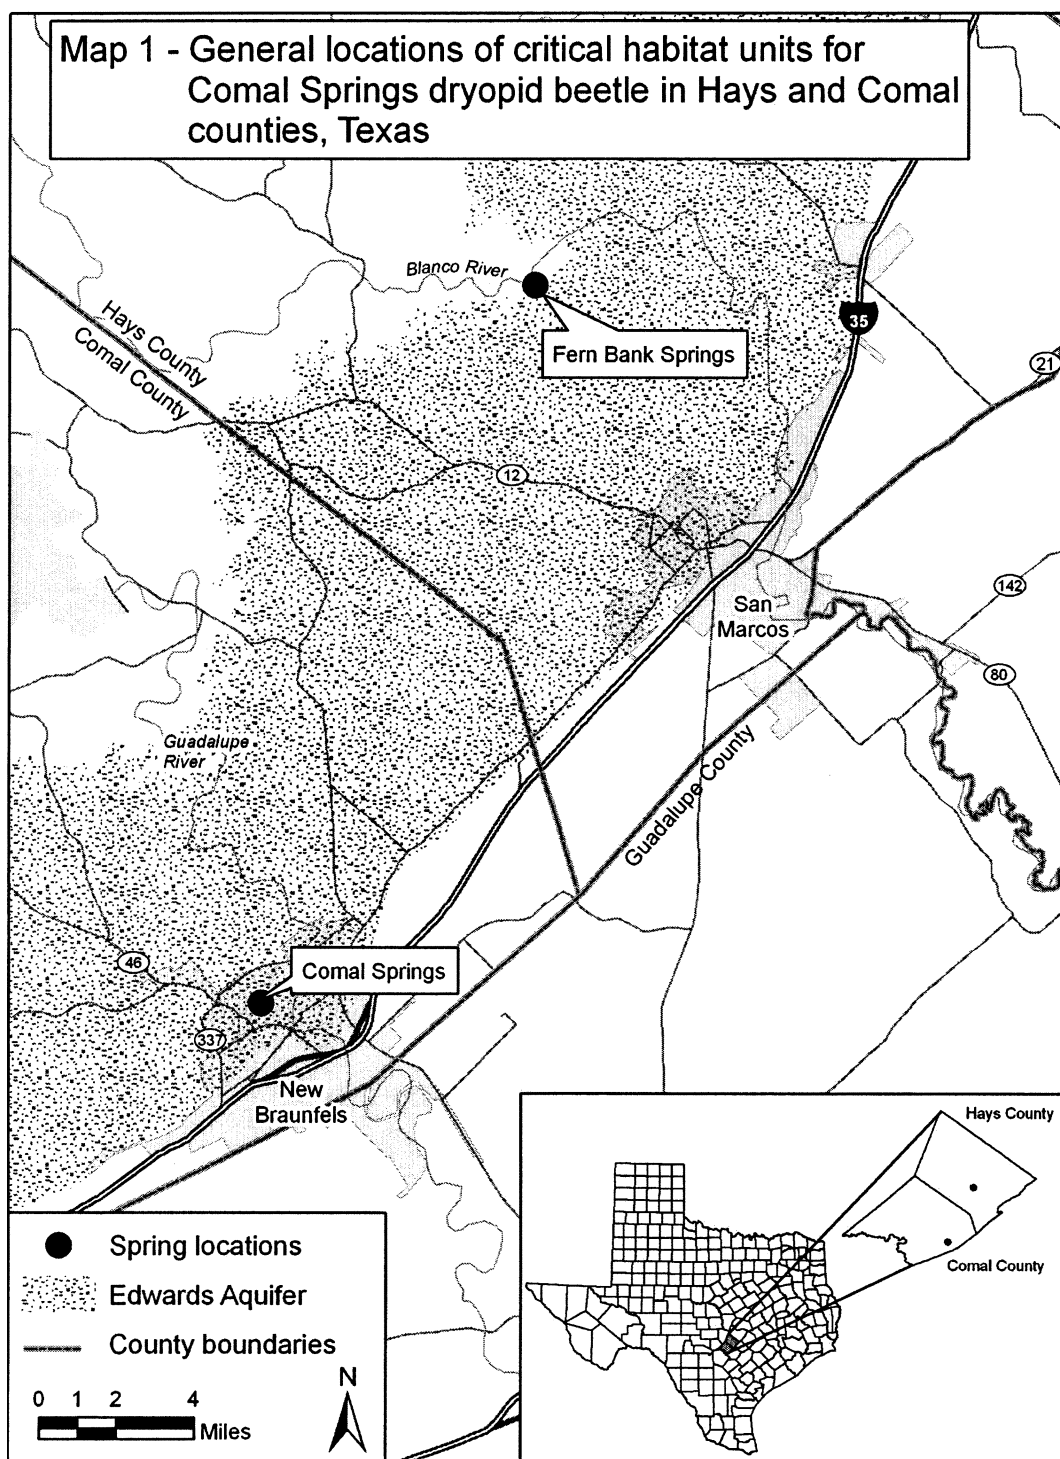 Map 1 - General locations of critical habitat units for
Comal Springs dryopid beetle in Hays and Comal
counties, Texas
Blanco River
Hays County
Comal County
35
Fern Bank Springs
21
12
142
San
Marcos
80
Guadalupe
River
Guadalupe County
46
Comal Springs
337
New
Braunfels
Hays County
Comal County
Spring locations
Edwards Aquifer
County boundaries
N
0 1 2 4
Miles